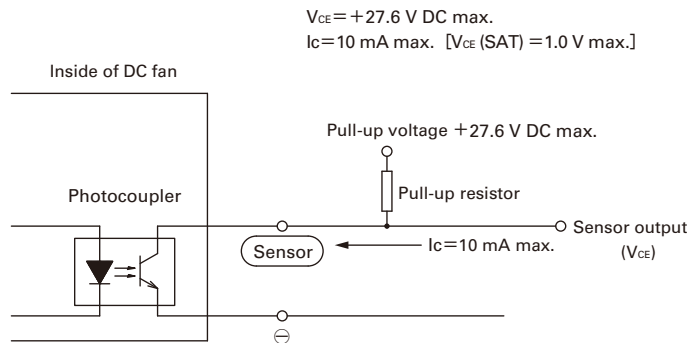 VCE=+27.6 V DC max.
Ic=10 mA max. [VCE (SAT) =1.0 V max.]
Inside of DC fan
Pull-up voltage +27.6 V DC max.
Photocoupler
Pull-up resistor
Sensor
Ic=10 mA max.
Sensor output
(VCE)
⊖